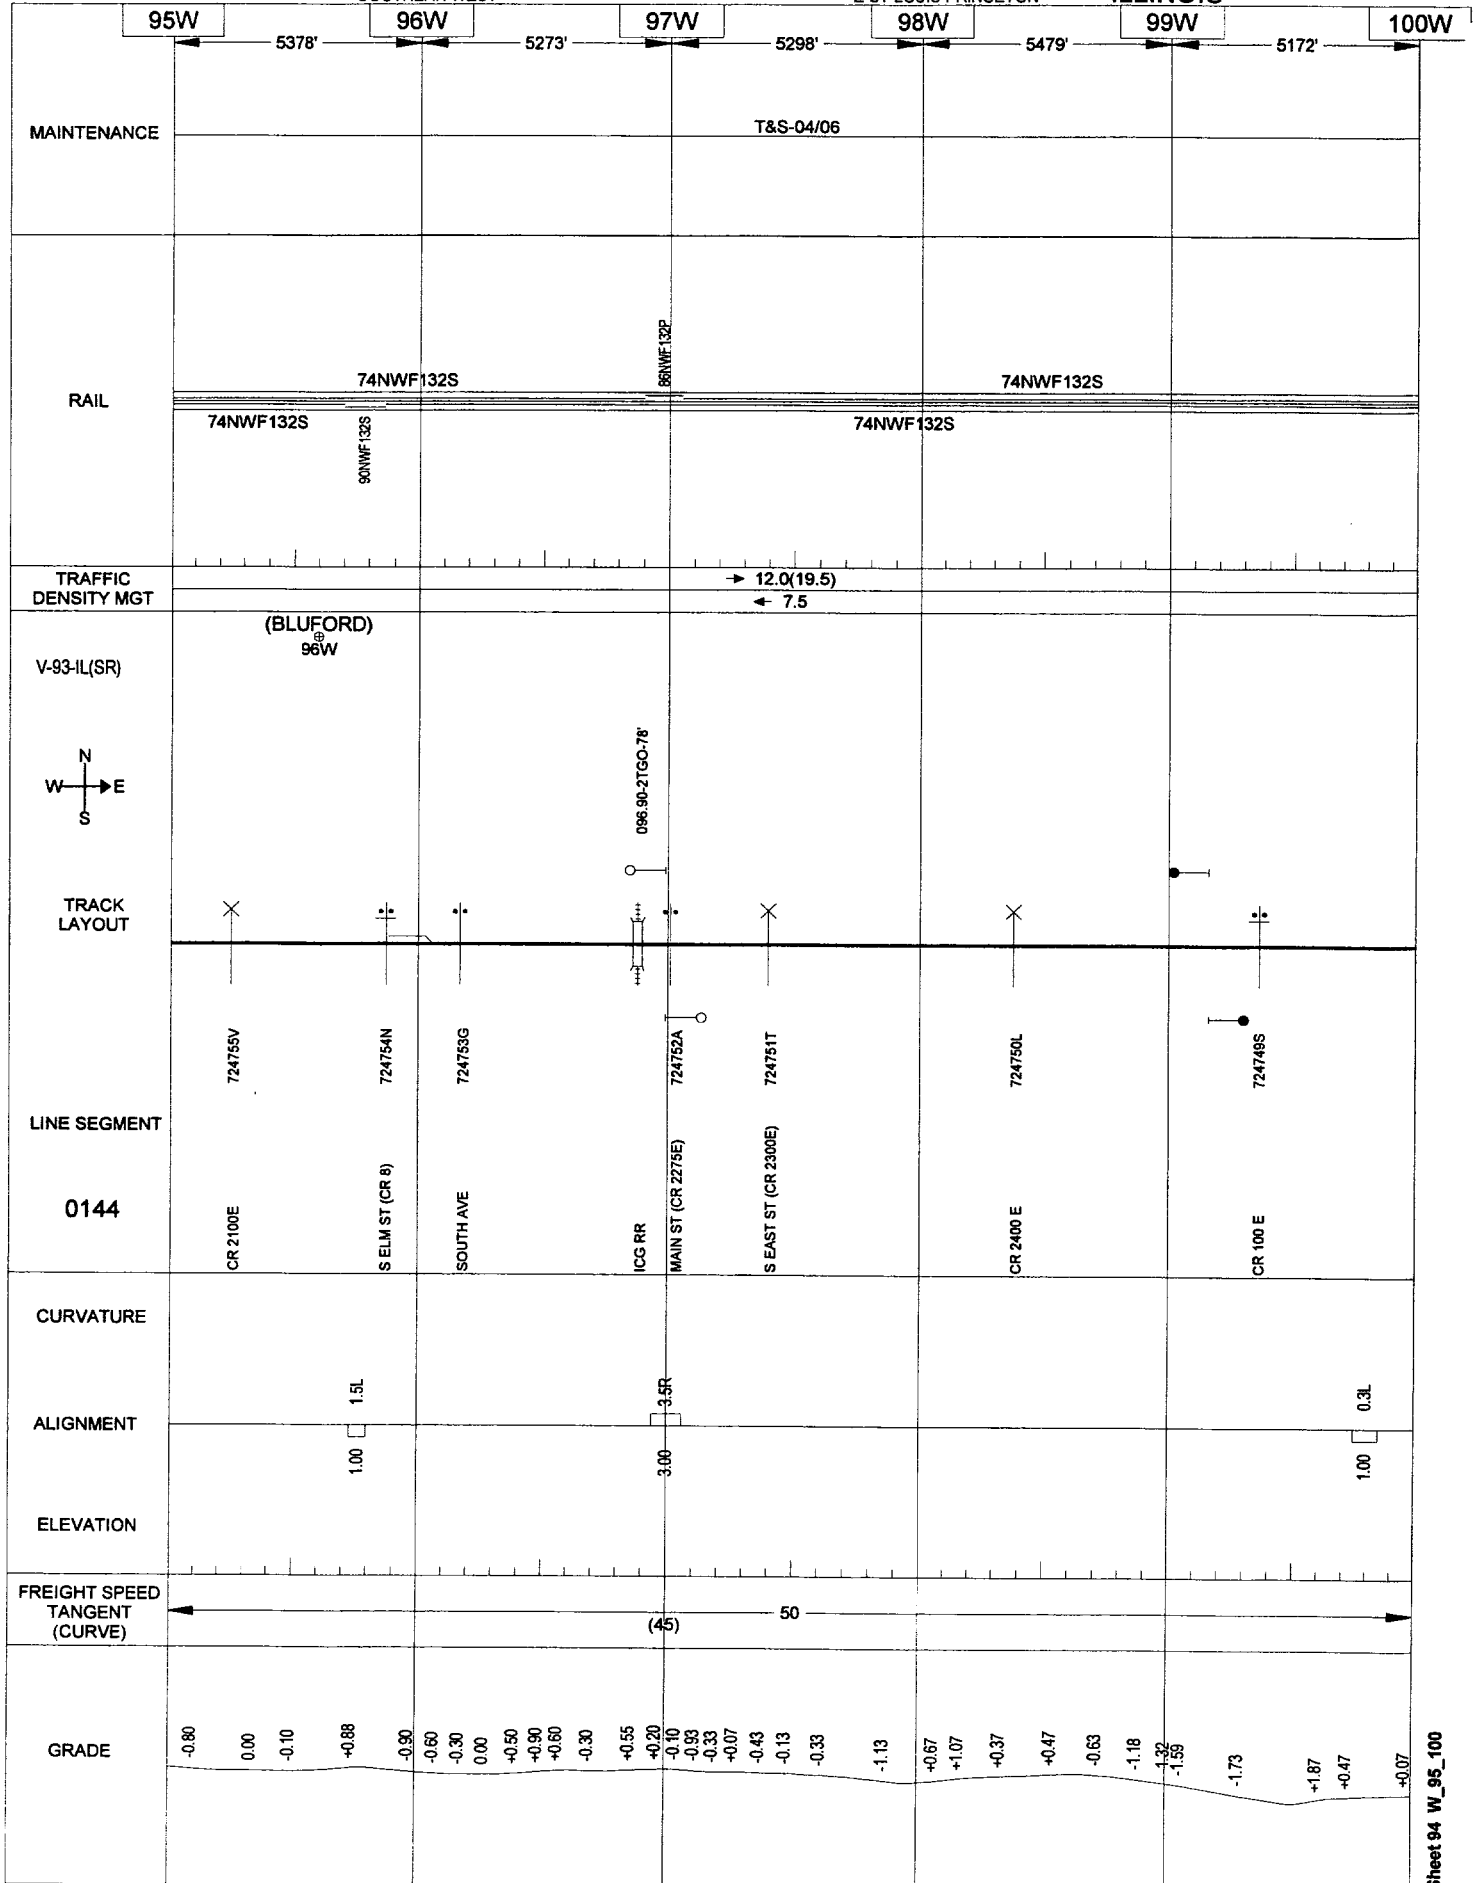 ILLINOIS
95W 96W 97W 98W 99W 100W
5378' 5273' 5298' 5479' 5172'
MAINTENANCE
T&S-04/06
86NWF132P
74NWF132S 74NWF132S
RAIL
74NWF132S 74NWF132S
90NWF132S
TRAFFIC
DENSITY MGT
12.0(19.5)
7.5
(BLUFORD)
96W
V-93-IL(SR)
N
W E
S
096.90-2TGO-78'
TRACK
LAYOUT
724755V 724754N 724753G 724752A 724751T 724750L 724749S
LINE SEGMENT
0144
CR 2100E
S ELM ST (CR 8)
SOUTH AVE
ICG RR
MAIN ST (CR 2275E)
S EAST ST (CR 2300E)
CR 2400 E
CR 100 E
CURVATURE
1.5L 3.5R 0.3L
ALIGNMENT
1.00 3.00 1.00
ELEVATION
FREIGHT SPEED
TANGENT
(CURVE)
50
(45)
GRADE
-0.80 0.00 -0.10 +0.88 -0.90 -0.60 -0.30 0.00 +0.50 +0.90 +0.60 -0.30 +0.55 +0.20 -0.10 -0.93 -0.33 +0.07 -0.43 -0.13 -0.33 -1.13 +0.67 +1.07 +0.37 +0.47 -0.63 -1.18 -1.32 -1.59 -1.73 +1.87 +0.47 +0.07
Sheet 94 W_95_100